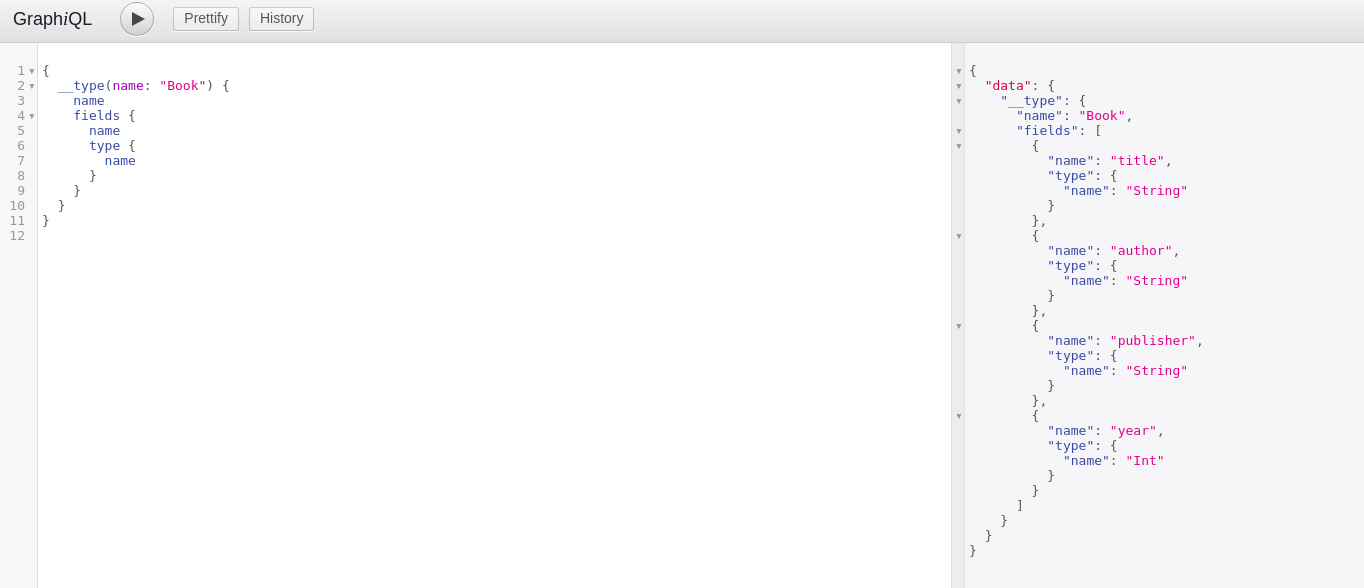 GraphiQL
Prettify
History
1 {
2   __type(name: "Book") {
3     name
4     fields {
5       name
6       type {
7         name
8       }
9     }
10   }
11 }
12
{
  "data": {
    "__type": {
      "name": "Book",
      "fields": [
        {
          "name": "title",
          "type": {
            "name": "String"
          }
        },
        {
          "name": "author",
          "type": {
            "name": "String"
          }
        },
        {
          "name": "publisher",
          "type": {
            "name": "String"
          }
        },
        {
          "name": "year",
          "type": {
            "name": "Int"
          }
        }
      ]
    }
  }
}